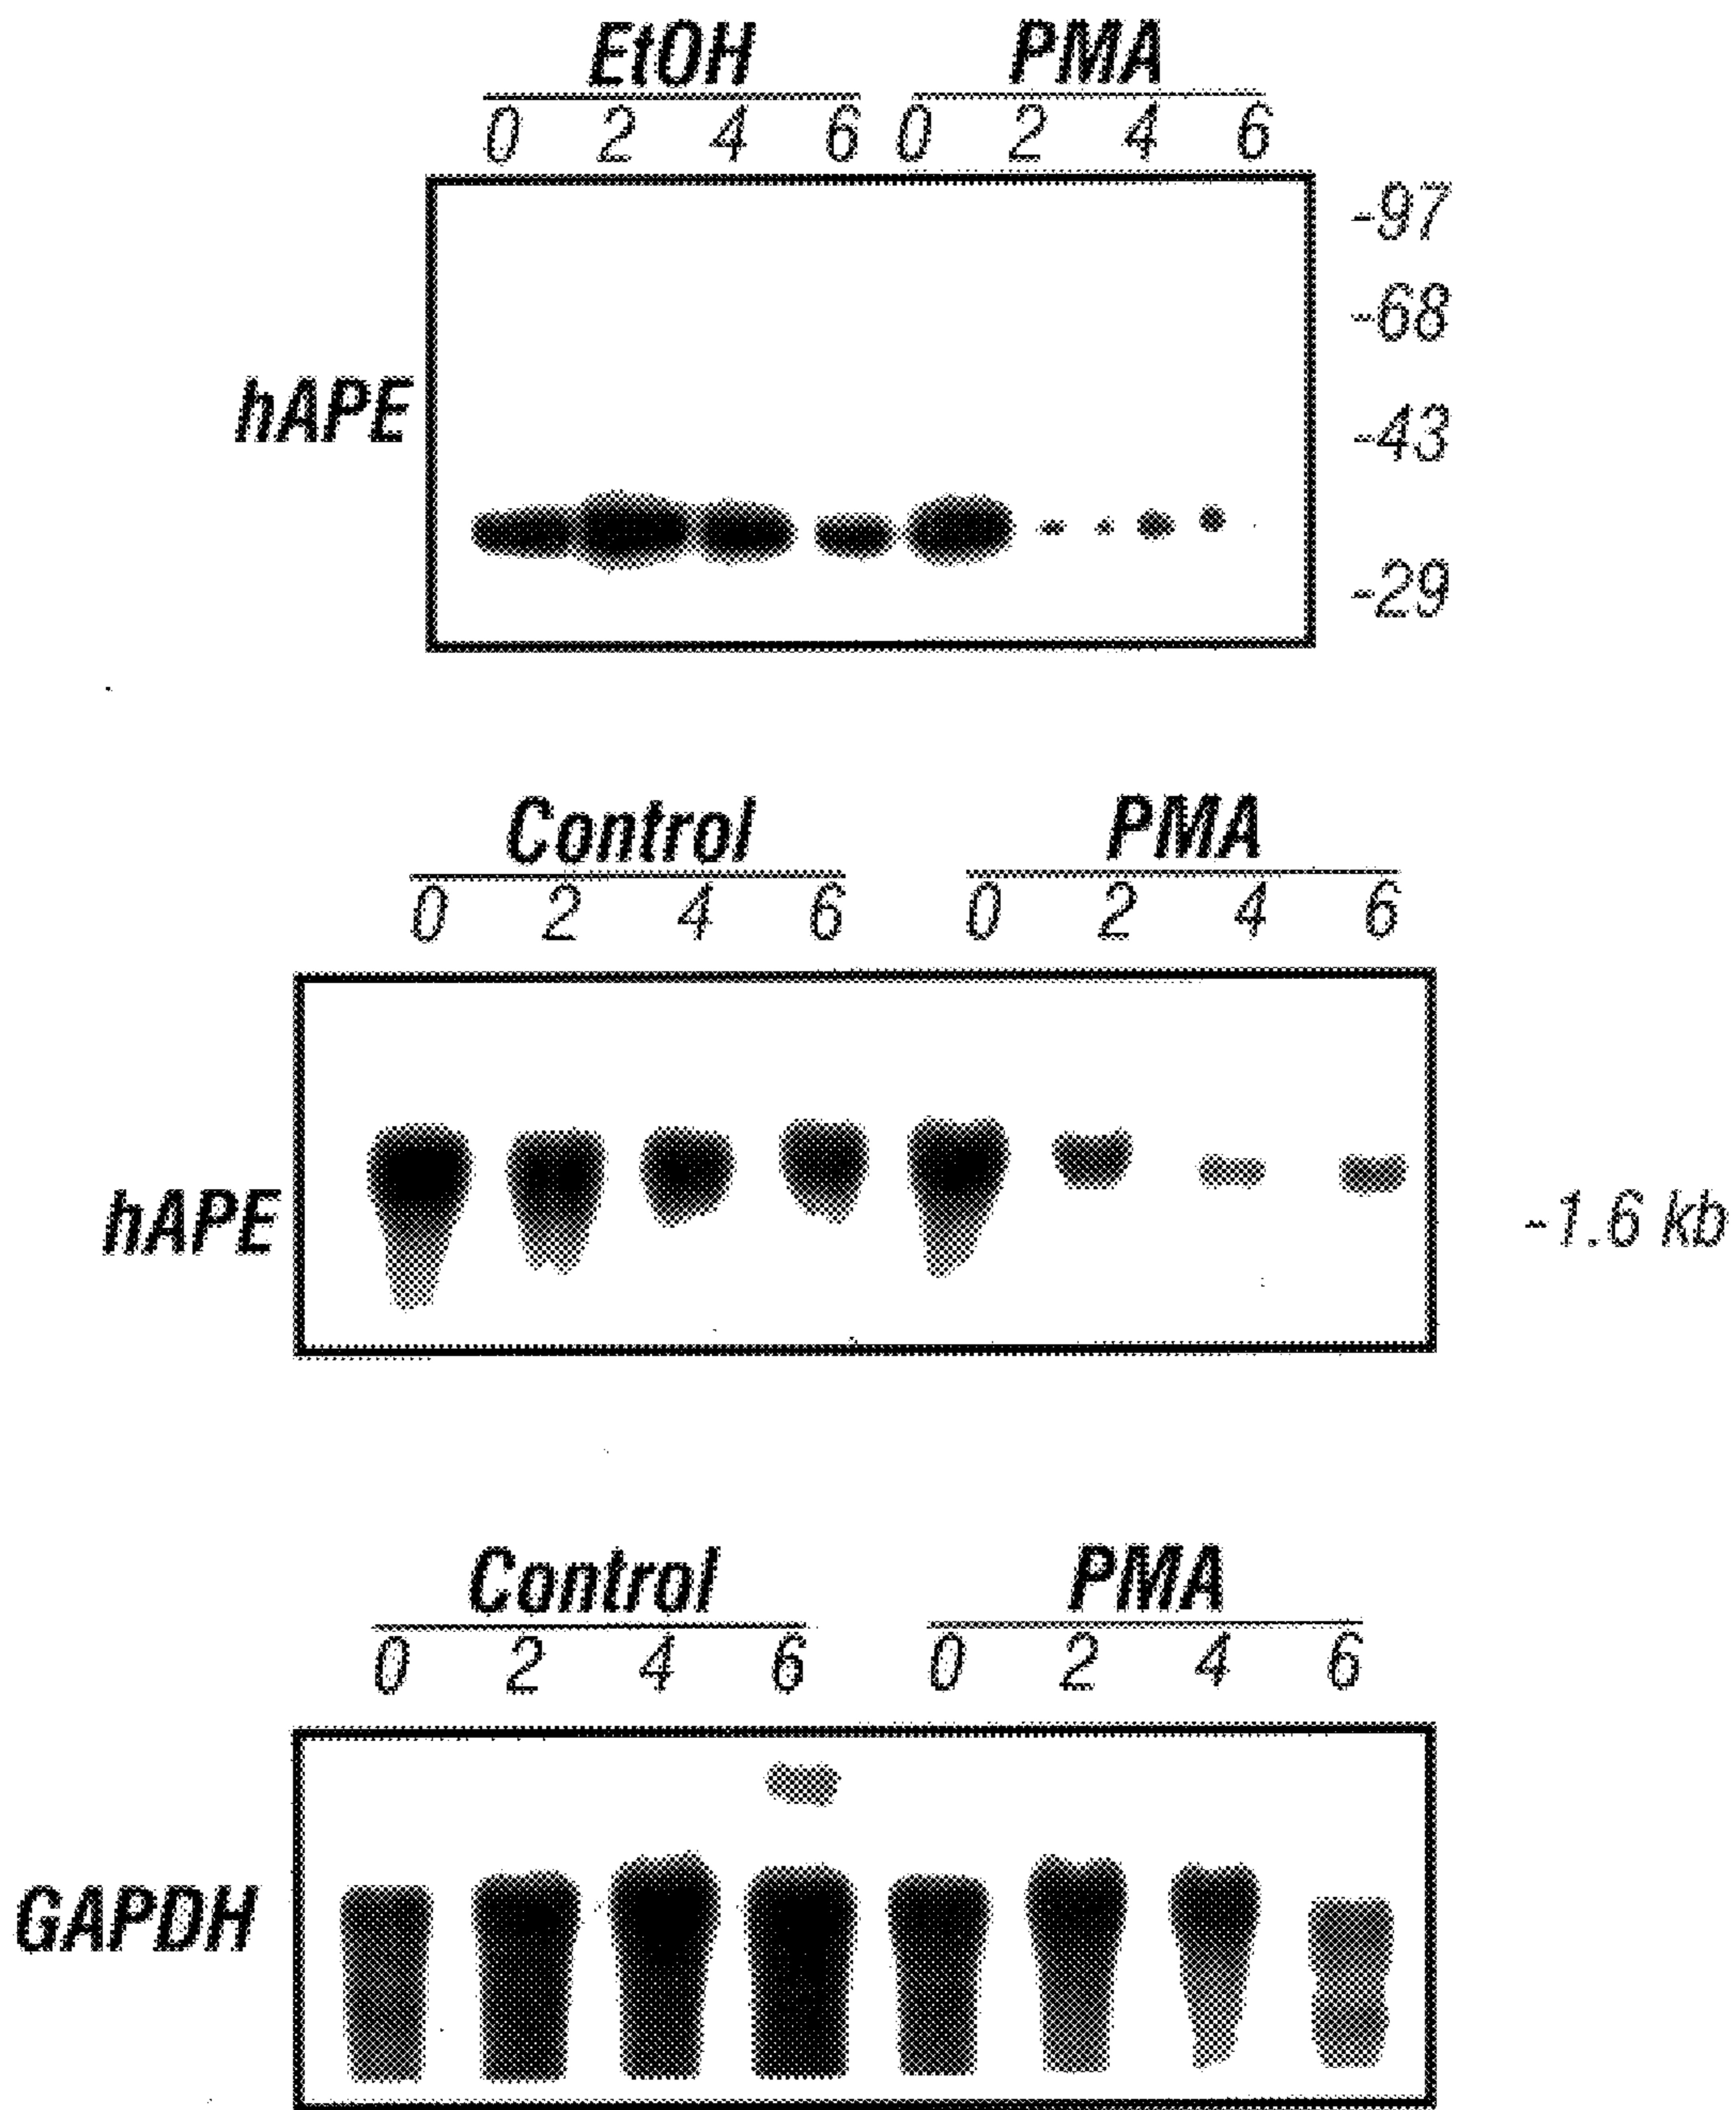 EtOH PMA
0 2 4 6 0 2 4 6
-97
-68
hAPE
-43
-29
Control PMA
0 2 4 6 0 2 4 6
hAPE
-1.6 kb
Control PMA
0 2 4 6 0 2 4 6
GAPDH